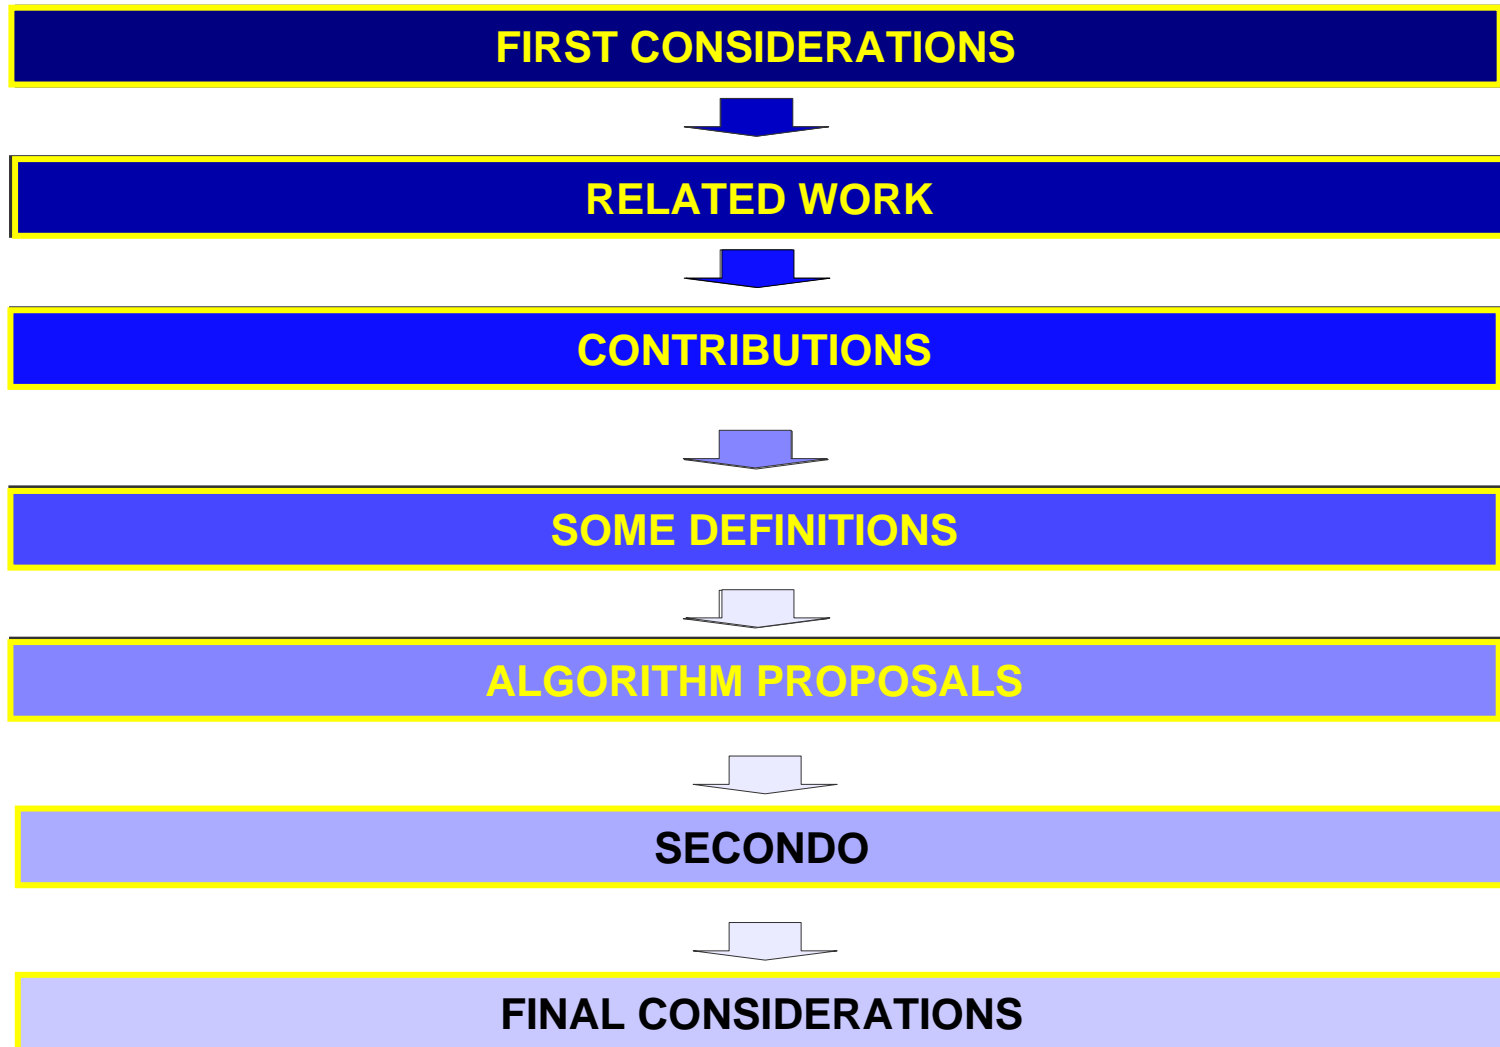 FIRST CONSIDERATIONS
RELATED WORK
CONTRIBUTIONS
SOME DEFINITIONS
ALGORITHM PROPOSALS
SECONDO
FINAL CONSIDERATIONS